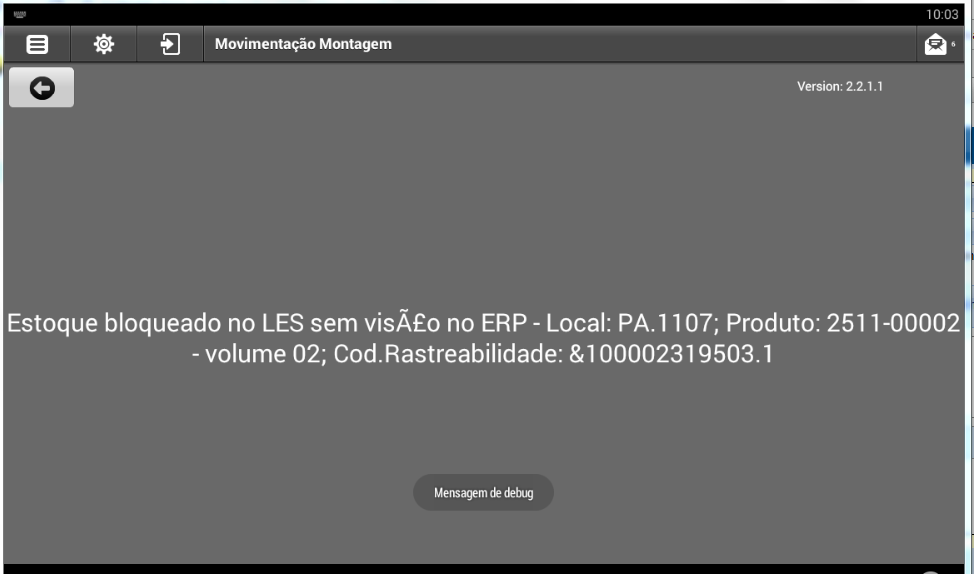 10:03
Movimentação Montagem
6
Version: 2.2.1.1
Estoque bloqueado no LES sem visÃ£o no ERP - Local: PA.1107; Produto: 2511-00002
- volume 02; Cod.Rastreabilidade: &100002319503.1
Mensagem de debug